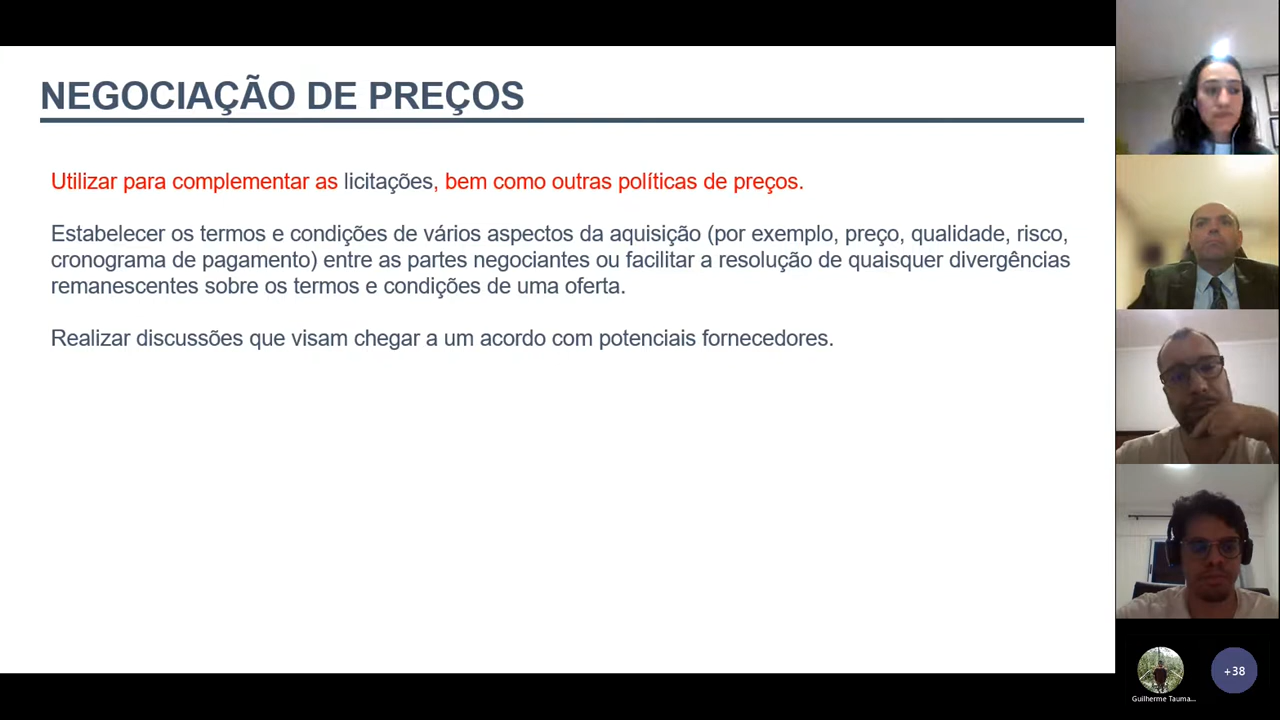 NEGOCIAÇÃO DE PREÇOS
Utilizar para complementar as licitações, bem como outras políticas de preços.
Estabelecer os termos e condições de vários aspectos da aquisição (por exemplo, preço, qualidade, risco,
cronograma de pagamento) entre as partes negociantes ou facilitar a resolução de quaisquer divergências
remanescentes sobre os termos e condições de uma oferta.
Realizar discussões que visam chegar a um acordo com potenciais fornecedores.
+38
Guilherme Tauma...